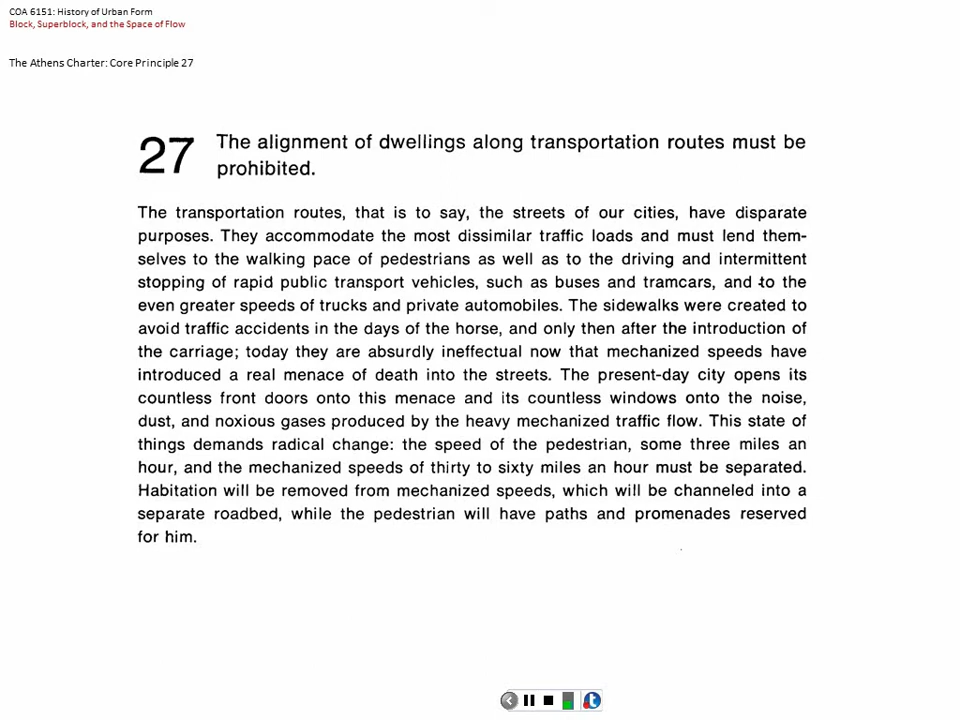 COA 6151: History of Urban Form
Block, Superblock, and the Space of Flow
The Athens Charter: Core Principle 27
27 The alignment of dwellings along transportation routes must be
prohibited.
The transportation routes, that is to say, the streets of our cities, have disparate
purposes. They accommodate the most dissimilar traffic loads and must lend them-
selves to the walking pace of pedestrians as well as to the driving and intermittent
stopping of rapid public transport vehicles, such as buses and tramcars, and to the
even greater speeds of trucks and private automobiles. The sidewalks were created to
avoid traffic accidents in the days of the horse, and only then after the introduction of
the carriage; today they are absurdly ineffectual now that mechanized speeds have
introduced a real menace of death into the streets. The present-day city opens its
countless front doors onto this menace and its countless windows onto the noise,
dust, and noxious gases produced by the heavy mechanized traffic flow. This state of
things demands radical change: the speed of the pedestrian, some three miles an
hour, and the mechanized speeds of thirty to sixty miles an hour must be separated.
Habitation will be removed from mechanized speeds, which will be channeled into a
separate roadbed, while the pedestrian will have paths and promenades reserved
for him.
t